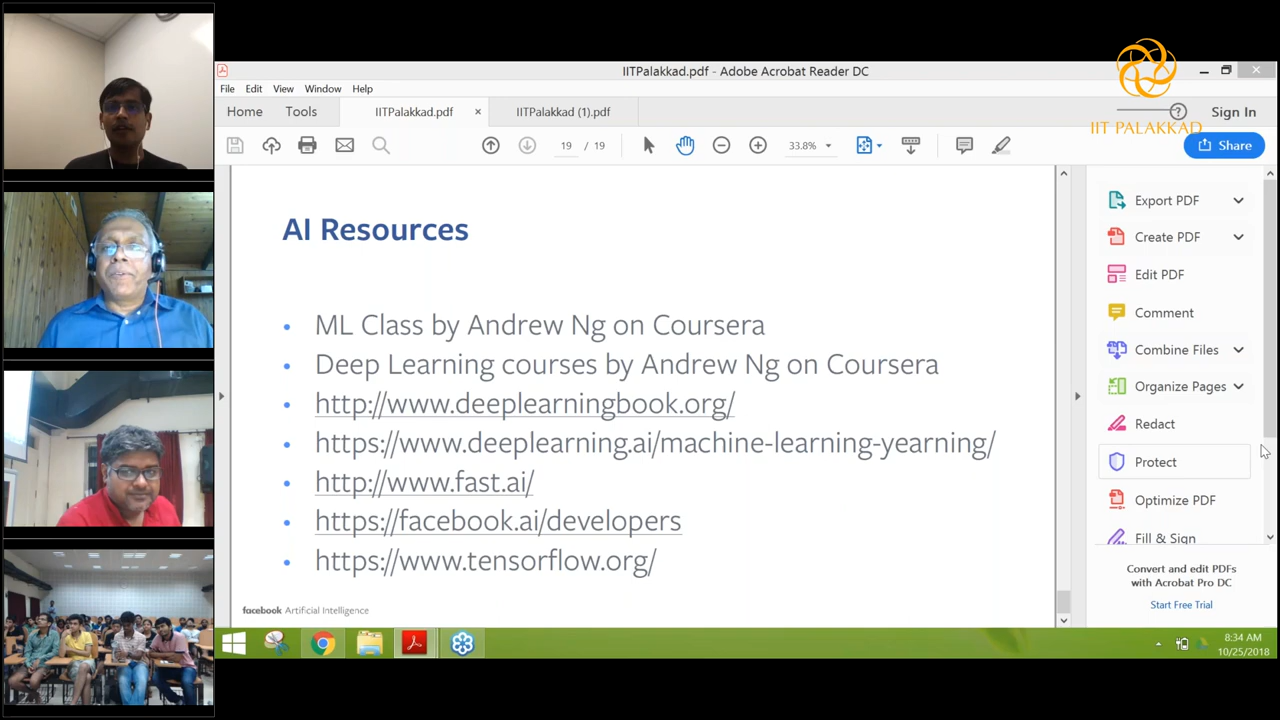 IITPalakkad.pdf - Adobe Acrobat Reader DC
File Edit View Window Help
IIT PALAKKAD
Home Tools IITPalakkad.pdf × IITPalakkad (1).pdf ? Sign In
19 / 19 33.8% Share
AI Resources
• ML Class by Andrew Ng on Coursera
• Deep Learning courses by Andrew Ng on Coursera
• http://www.deeplearningbook.org/
• https://www.deeplearning.ai/machine-learning-yearning/
• http://www.fast.ai/
• https://facebook.ai/developers
• https://www.tensorflow.org/
facebook Artificial Intelligence
Export PDF
Create PDF
Edit PDF
Comment
Combine Files
Organize Pages
Redact
Protect
Optimize PDF
Fill & Sign
Convert and edit PDFs
with Acrobat Pro DC
Start Free Trial
8:34 AM
10/25/2018